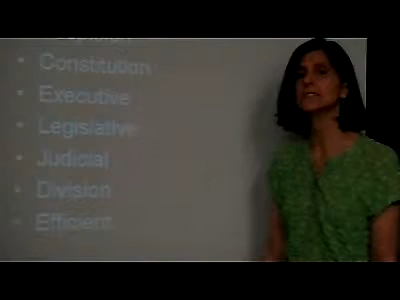 • Constitution
• Executive
• Legislative
• Judicial
• Division
• Efficient